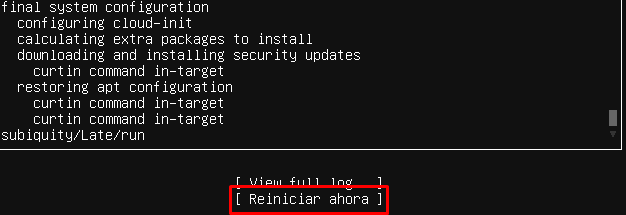 final system configuration
configuring cloud-init
calculating extra packages to install
downloading and installing security updates
curtin command in-target
restoring apt configuration
curtin command in-target
curtin command in-target
subiquity/Late/run
[ View full log ]
[ Reiniciar ahora ]